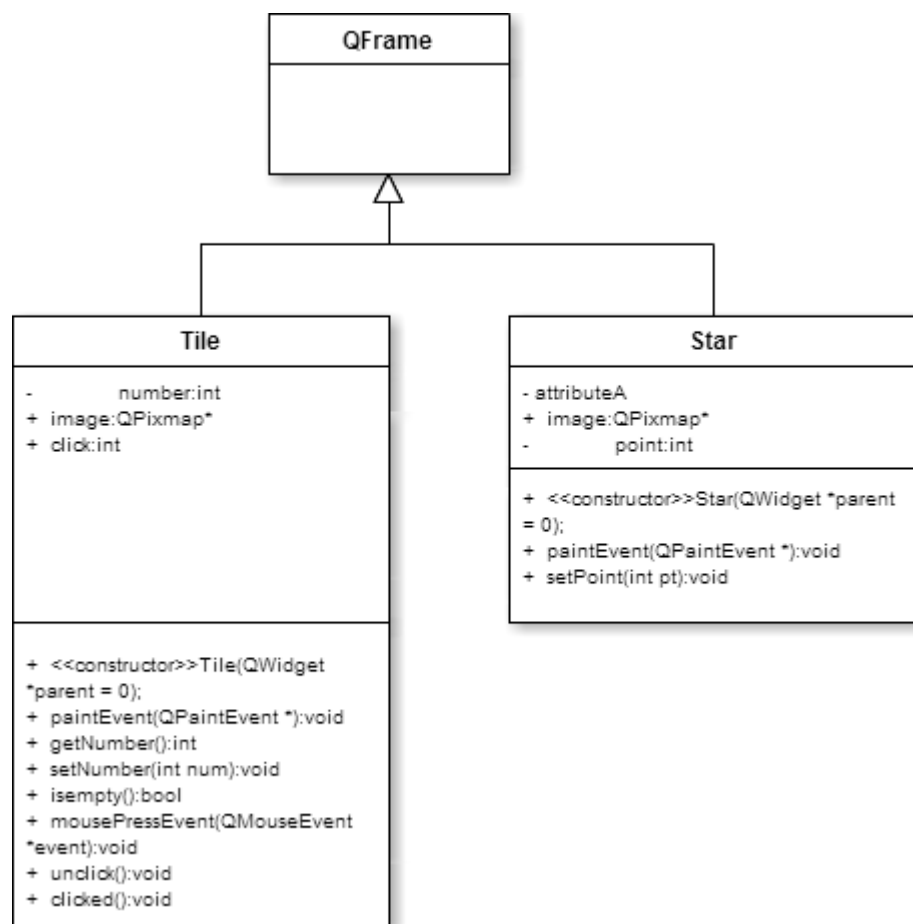 QFrame
Tile
- number:int
+ image:QPixmap*
+ click:int
+ <<constructor>>Tile(QWidget
*parent = 0);
+ paintEvent(QPaintEvent *):void
+ getNumber():int
+ setNumber(int num):void
+ isempty():bool
+ mousePressEvent(QMouseEvent
*event):void
+ unclick():void
+ clicked():void
Star
- attributeA
+ image:QPixmap*
- point:int
+ <<constructor>>Star(QWidget *parent
= 0);
+ paintEvent(QPaintEvent *):void
+ setPoint(int pt):void